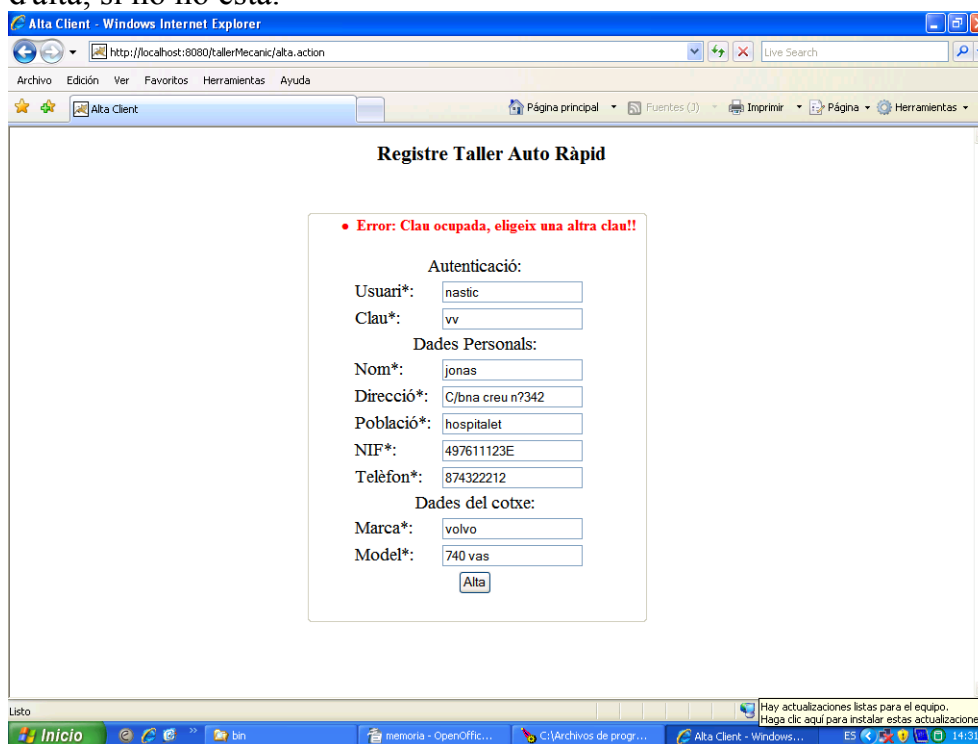 d'alta, si no ho està.
Alta Client - Windows Internet Explorer
http://localhost:8080/tallerMecanic/alta.action
Live Search
Archivo Edición Ver Favoritos Herramientas Ayuda
Alta Client
Página principal Fuentes (J) Imprimir Página Herramientas
Registre Taller Auto Ràpid
• Error: Clau ocupada, eligeix una altra clau!!
Autenticació:
Usuari*: nastic
Clau*: vv
Dades Personals:
Nom*: jonas
Direcció*: C/bna creu n?342
Població*: hospitalet
NIF*: 497611123E
Telèfon*: 874322212
Dades del cotxe:
Marca*: volvo
Model*: 740 vas
Alta
Listo
Hay actualizaciones listas para el equipo.
Haga clic aquí para instalar estas actualizacione
Inicio
bin
memoria - OpenOffic...
C:\Archivos de progr...
Alta Client - Windows...
ES
14:3